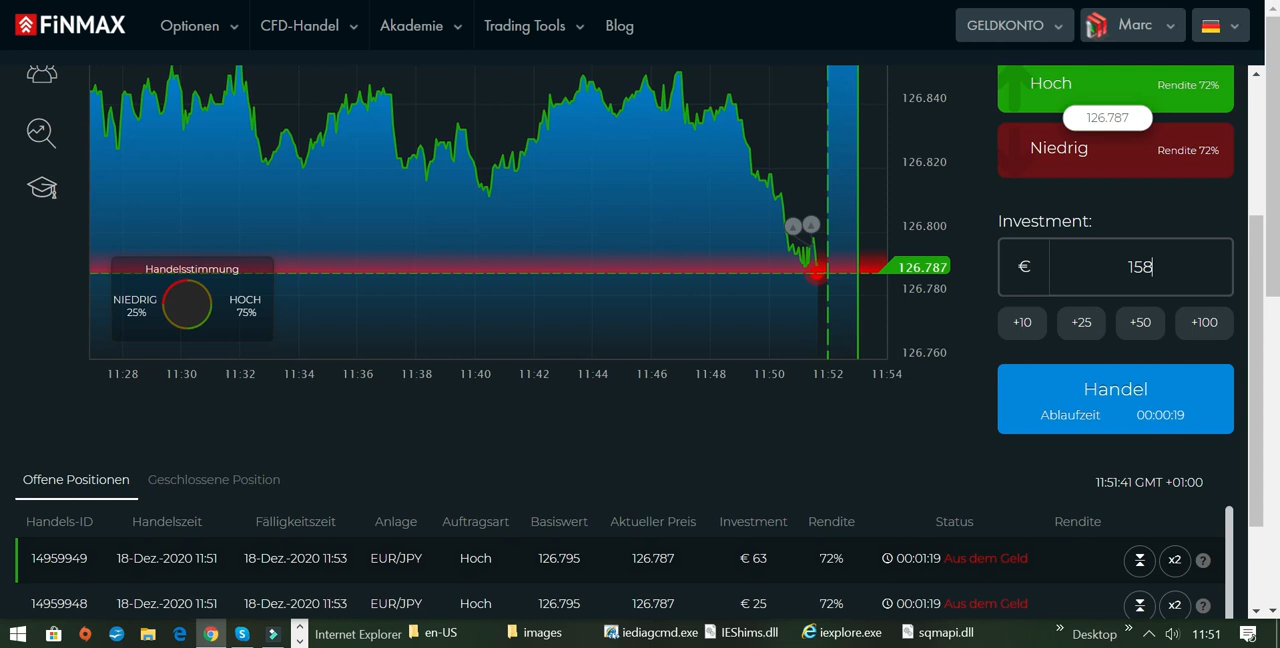 FiNMAX Optionen CFD-Handel Akademie Trading Tools Blog GELDKONTO Marc
126.840
126.820
126.800
126.787
126.780
126.760
Handelsstimmung
NIEDRIG
25%
HOCH
75%
11:28 11:30 11:32 11:34 11:36 11:38 11:40 11:42 11:44 11:46 11:48 11:50 11:52 11:54
Hoch Rendite 72%
126.787
Niedrig Rendite 72%
Investment:
€ 158
+10 +25 +50 +100
Handel
Ablaufzeit 00:00:19
Offene Positionen Geschlossene Position 11:51:41 GMT +01:00
Handels-ID Handelszeit Fälligkeitszeit Anlage Auftragsart Basiswert Aktueller Preis Investment Rendite Status Rendite
14959949 18-Dez.-2020 11:51 18-Dez.-2020 11:53 EUR/JPY Hoch 126.795 126.787 € 63 72% 00:01:19 Aus dem Geld x2 ?
14959948 18-Dez.-2020 11:51 18-Dez.-2020 11:53 EUR/JPY Hoch 126.795 126.787 € 25 72% 00:01:19 Aus dem Geld x2 ?
Internet Explorer en-US images iediagcmd.exe IEShims.dll iexplore.exe sqmapi.dll » Desktop » 11:51